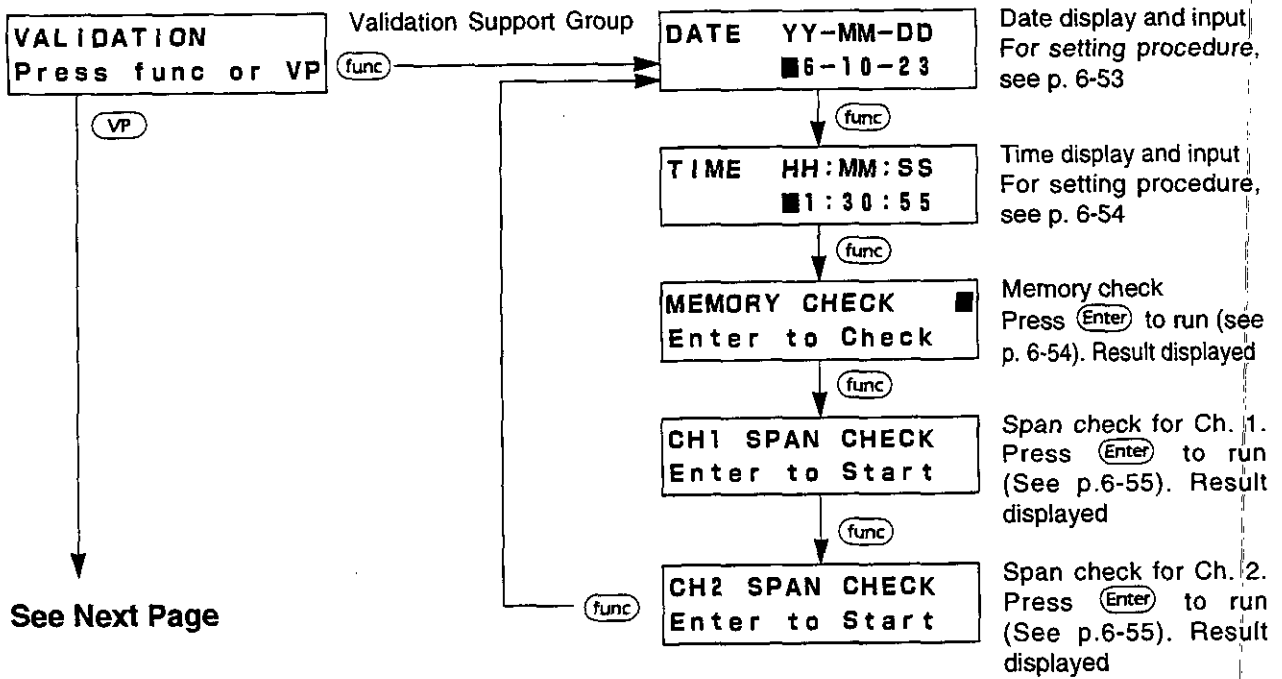 VALIDATION
Press func or VP
func
VP
See Next Page
Validation Support Group
DATE YY-MM-DD
■6-10-23
Date display and input
For setting procedure,
see p. 6-53
func
TIME HH:MM:SS
■1:30:55
Time display and input
For setting procedure,
see p. 6-54
func
MEMORY CHECK ■
Enter to Check
Memory check
Press Enter to run (see
p. 6-54). Result displayed
func
CH1 SPAN CHECK
Enter to Start
Span check for Ch. 1.
Press Enter to run
(See p.6-55). Result
displayed
func
CH2 SPAN CHECK
Enter to Start
func
Span check for Ch. 2.
Press Enter to run
(See p.6-55). Result
displayed